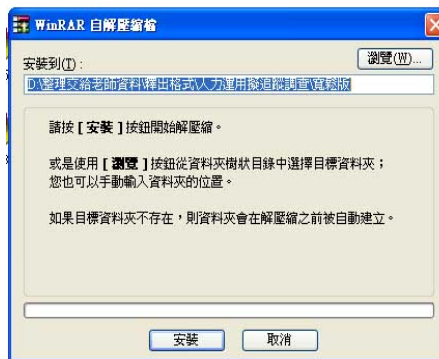 WinRAR 自解壓縮檔
安裝到(T):
瀏覽(W)...
D:\整理交給老師資料\釋出格式\人力運用擬追蹤調查\寬鬆版
請按 [ 安裝 ] 按鈕開始解壓縮。
或是使用 [ 瀏覽 ] 按鈕從資料夾樹狀目錄中選擇目標資料夾；
您也可以手動輸入資料夾的位置。
如果目標資料夾不存在，則資料夾會在解壓縮之前被自動建立。
安裝
取消